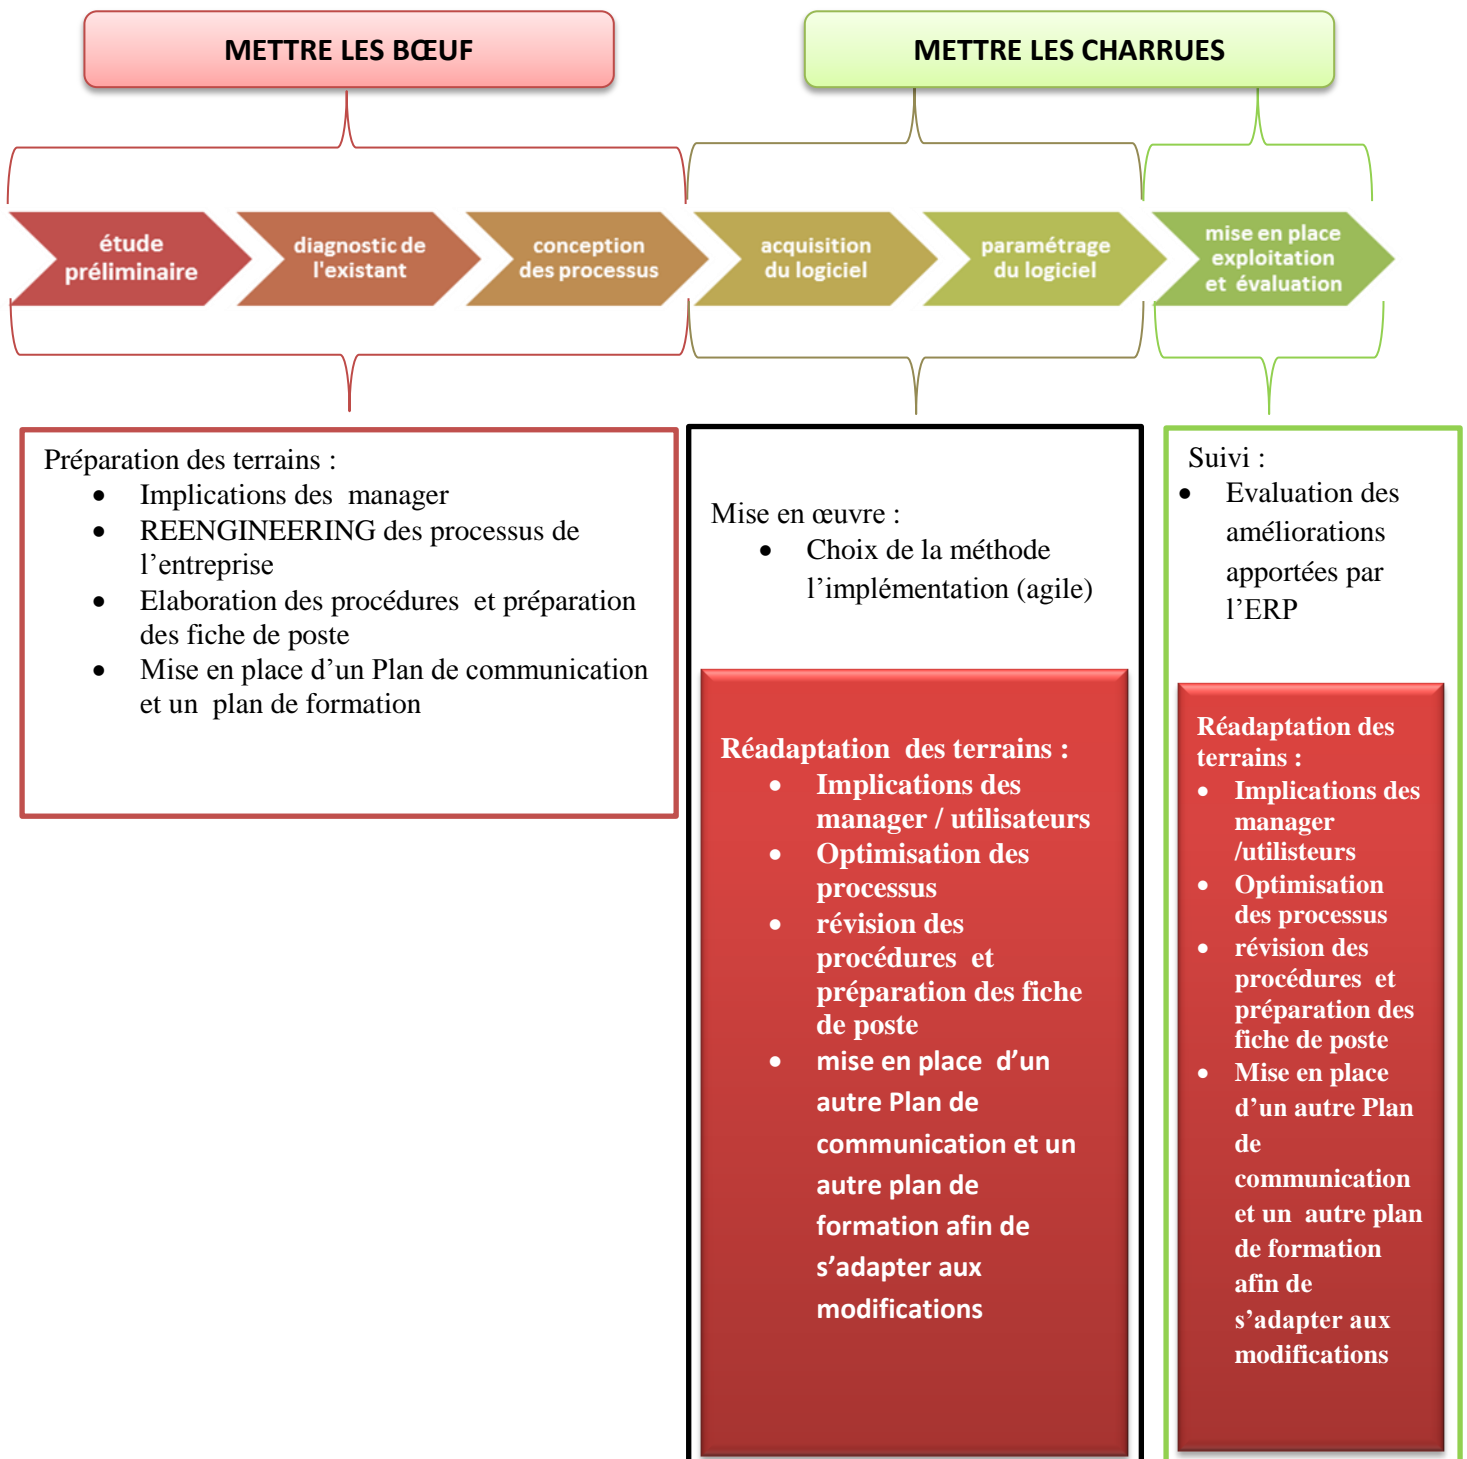 METTRE LES BŒUF
METTRE LES CHARRUES
étude
préliminaire
diagnostic de
l'existant
conception
des processus
acquisition
du logiciel
paramétrage
du logiciel
mise en place
exploitation
et évaluation
Préparation des terrains :
• Implications des manager
• REENGINEERING des processus de
l’entreprise
• Elaboration des procédures et préparation
des fiche de poste
• Mise en place d’un Plan de communication
et un plan de formation
Mise en œuvre :
• Choix de la méthode
l’implémentation (agile)
Réadaptation des terrains :
• Implications des
manager / utilisateurs
• Optimisation des
processus
• révision des
procédures et
préparation des fiche
de poste
• mise en place d’un
autre Plan de
communication et un
autre plan de
formation afin de
s’adapter aux
modifications
Suivi :
• Evaluation des
améliorations
apportées par
l’ERP
Réadaptation des
terrains :
• Implications des
manager
/utilisteurs
• Optimisation
des processus
• révision des
procédures et
préparation des
fiche de poste
• Mise en place
d’un autre Plan
de
communication
et un autre plan
de formation
afin de
s’adapter aux
modifications